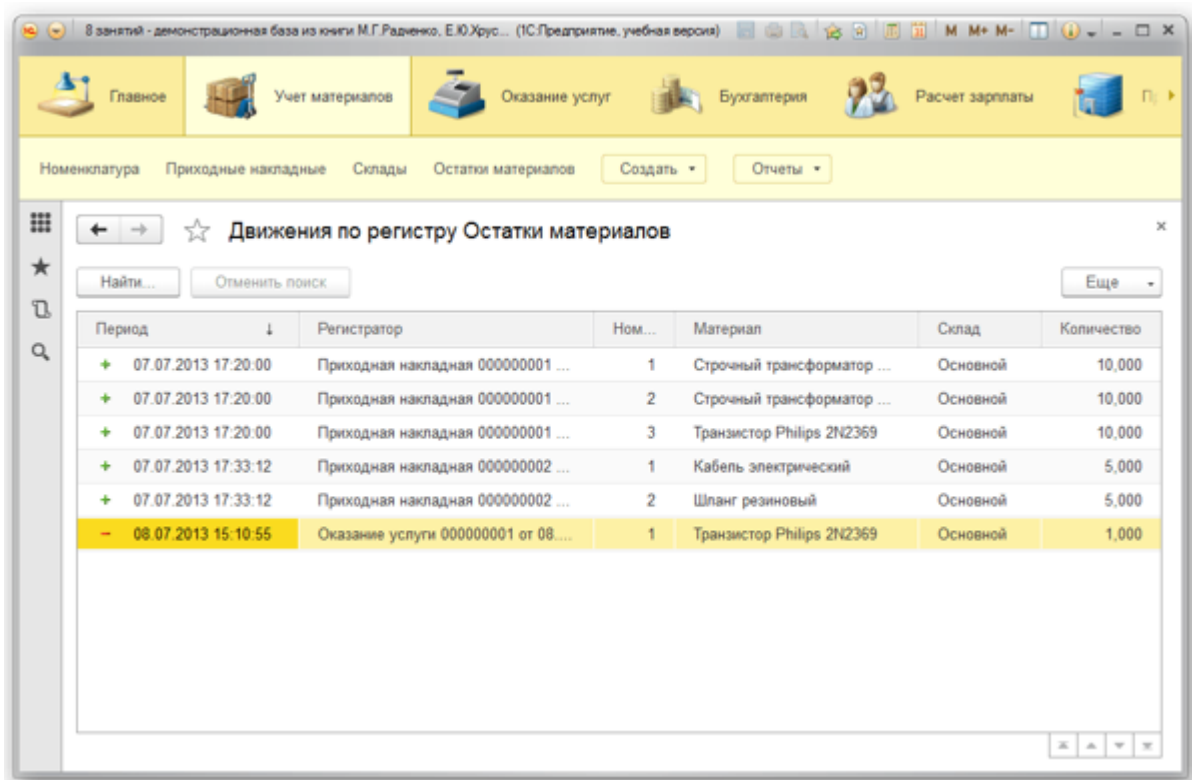 8 занятий - демонстрационная база из книги М.Г.Радченко, Е.Ю.Хрус... (1С:Предприятие, учебная версия) M M+ M-
Главное Учет материалов Оказание услуг Бухгалтерия Расчет зарплаты
Номенклатура Приходные накладные Склады Остатки материалов Создать Отчеты
Движения по регистру Остатки материалов
Найти... Отменить поиск Еще
Период Регистратор Ном... Материал Склад Количество
07.07.2013 17:20:00 Приходная накладная 000000001 ... 1 Строчный трансформатор ... Основной 10,000
07.07.2013 17:20:00 Приходная накладная 000000001 ... 2 Строчный трансформатор ... Основной 10,000
07.07.2013 17:20:00 Приходная накладная 000000001 ... 3 Транзистор Philips 2N2369 Основной 10,000
07.07.2013 17:33:12 Приходная накладная 000000002 ... 1 Кабель электрический Основной 5,000
07.07.2013 17:33:12 Приходная накладная 000000002 ... 2 Шланг резиновый Основной 5,000
08.07.2013 15:10:55 Оказание услуги 000000001 от 08.... 1 Транзистор Philips 2N2369 Основной 1,000